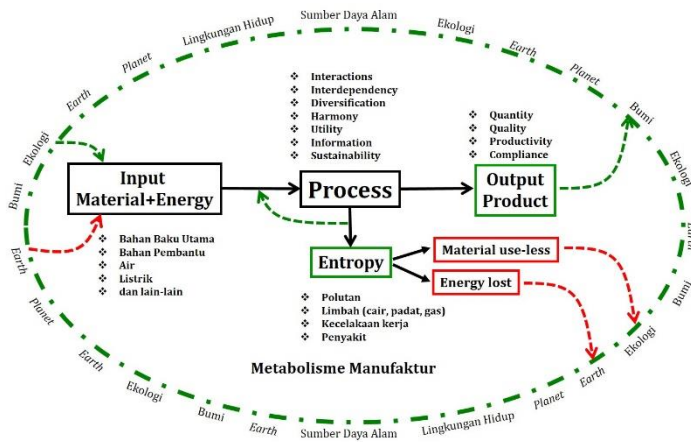 Sumber Daya Alam
Lingkungan Hidup
Ekologi
Planet
Earth
Earth
Planet
Ekologi
Bumi
Bumi
Ekologi
Earth
Bumi
Earth
Planet
Ekologi
Earth
Earth
Planet
Ekologi
Bumi
Lingkungan Hidup
Earth
Sumber Daya Alam
❖ Interactions
❖ Interdependency
❖ Diversification
❖ Harmony
❖ Utility
❖ Information
❖ Sustainability
❖ Quantity
❖ Quality
❖ Productivity
❖ Compliance
Input
Material+Energy
Process
Output
Product
❖ Bahan Baku Utama
❖ Bahan Pembantu
❖ Air
❖ Listrik
❖ dan lain-lain
Entropy
Material use-less
Energy lost
❖ Polutan
❖ Limbah (cair, padat, gas)
❖ Kecelakaan kerja
❖ Penyakit
Metabolisme Manufaktur